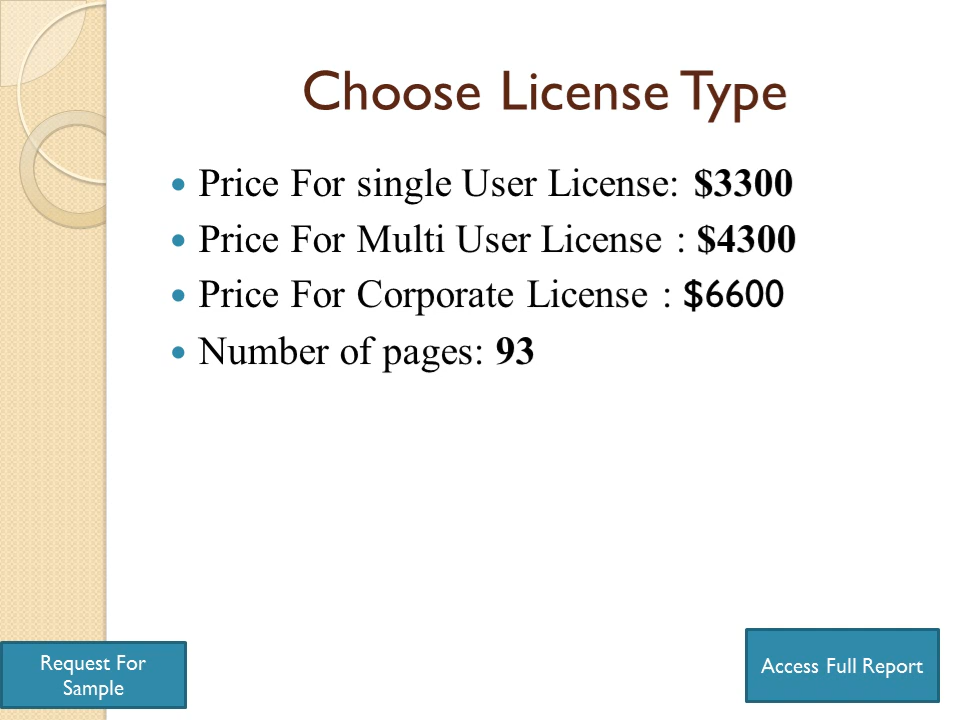 Choose License Type
Price For single User License: $3300
Price For Multi User License : $4300
Price For Corporate License : $6600
Number of pages: 93
Request For
Sample
Access Full Report